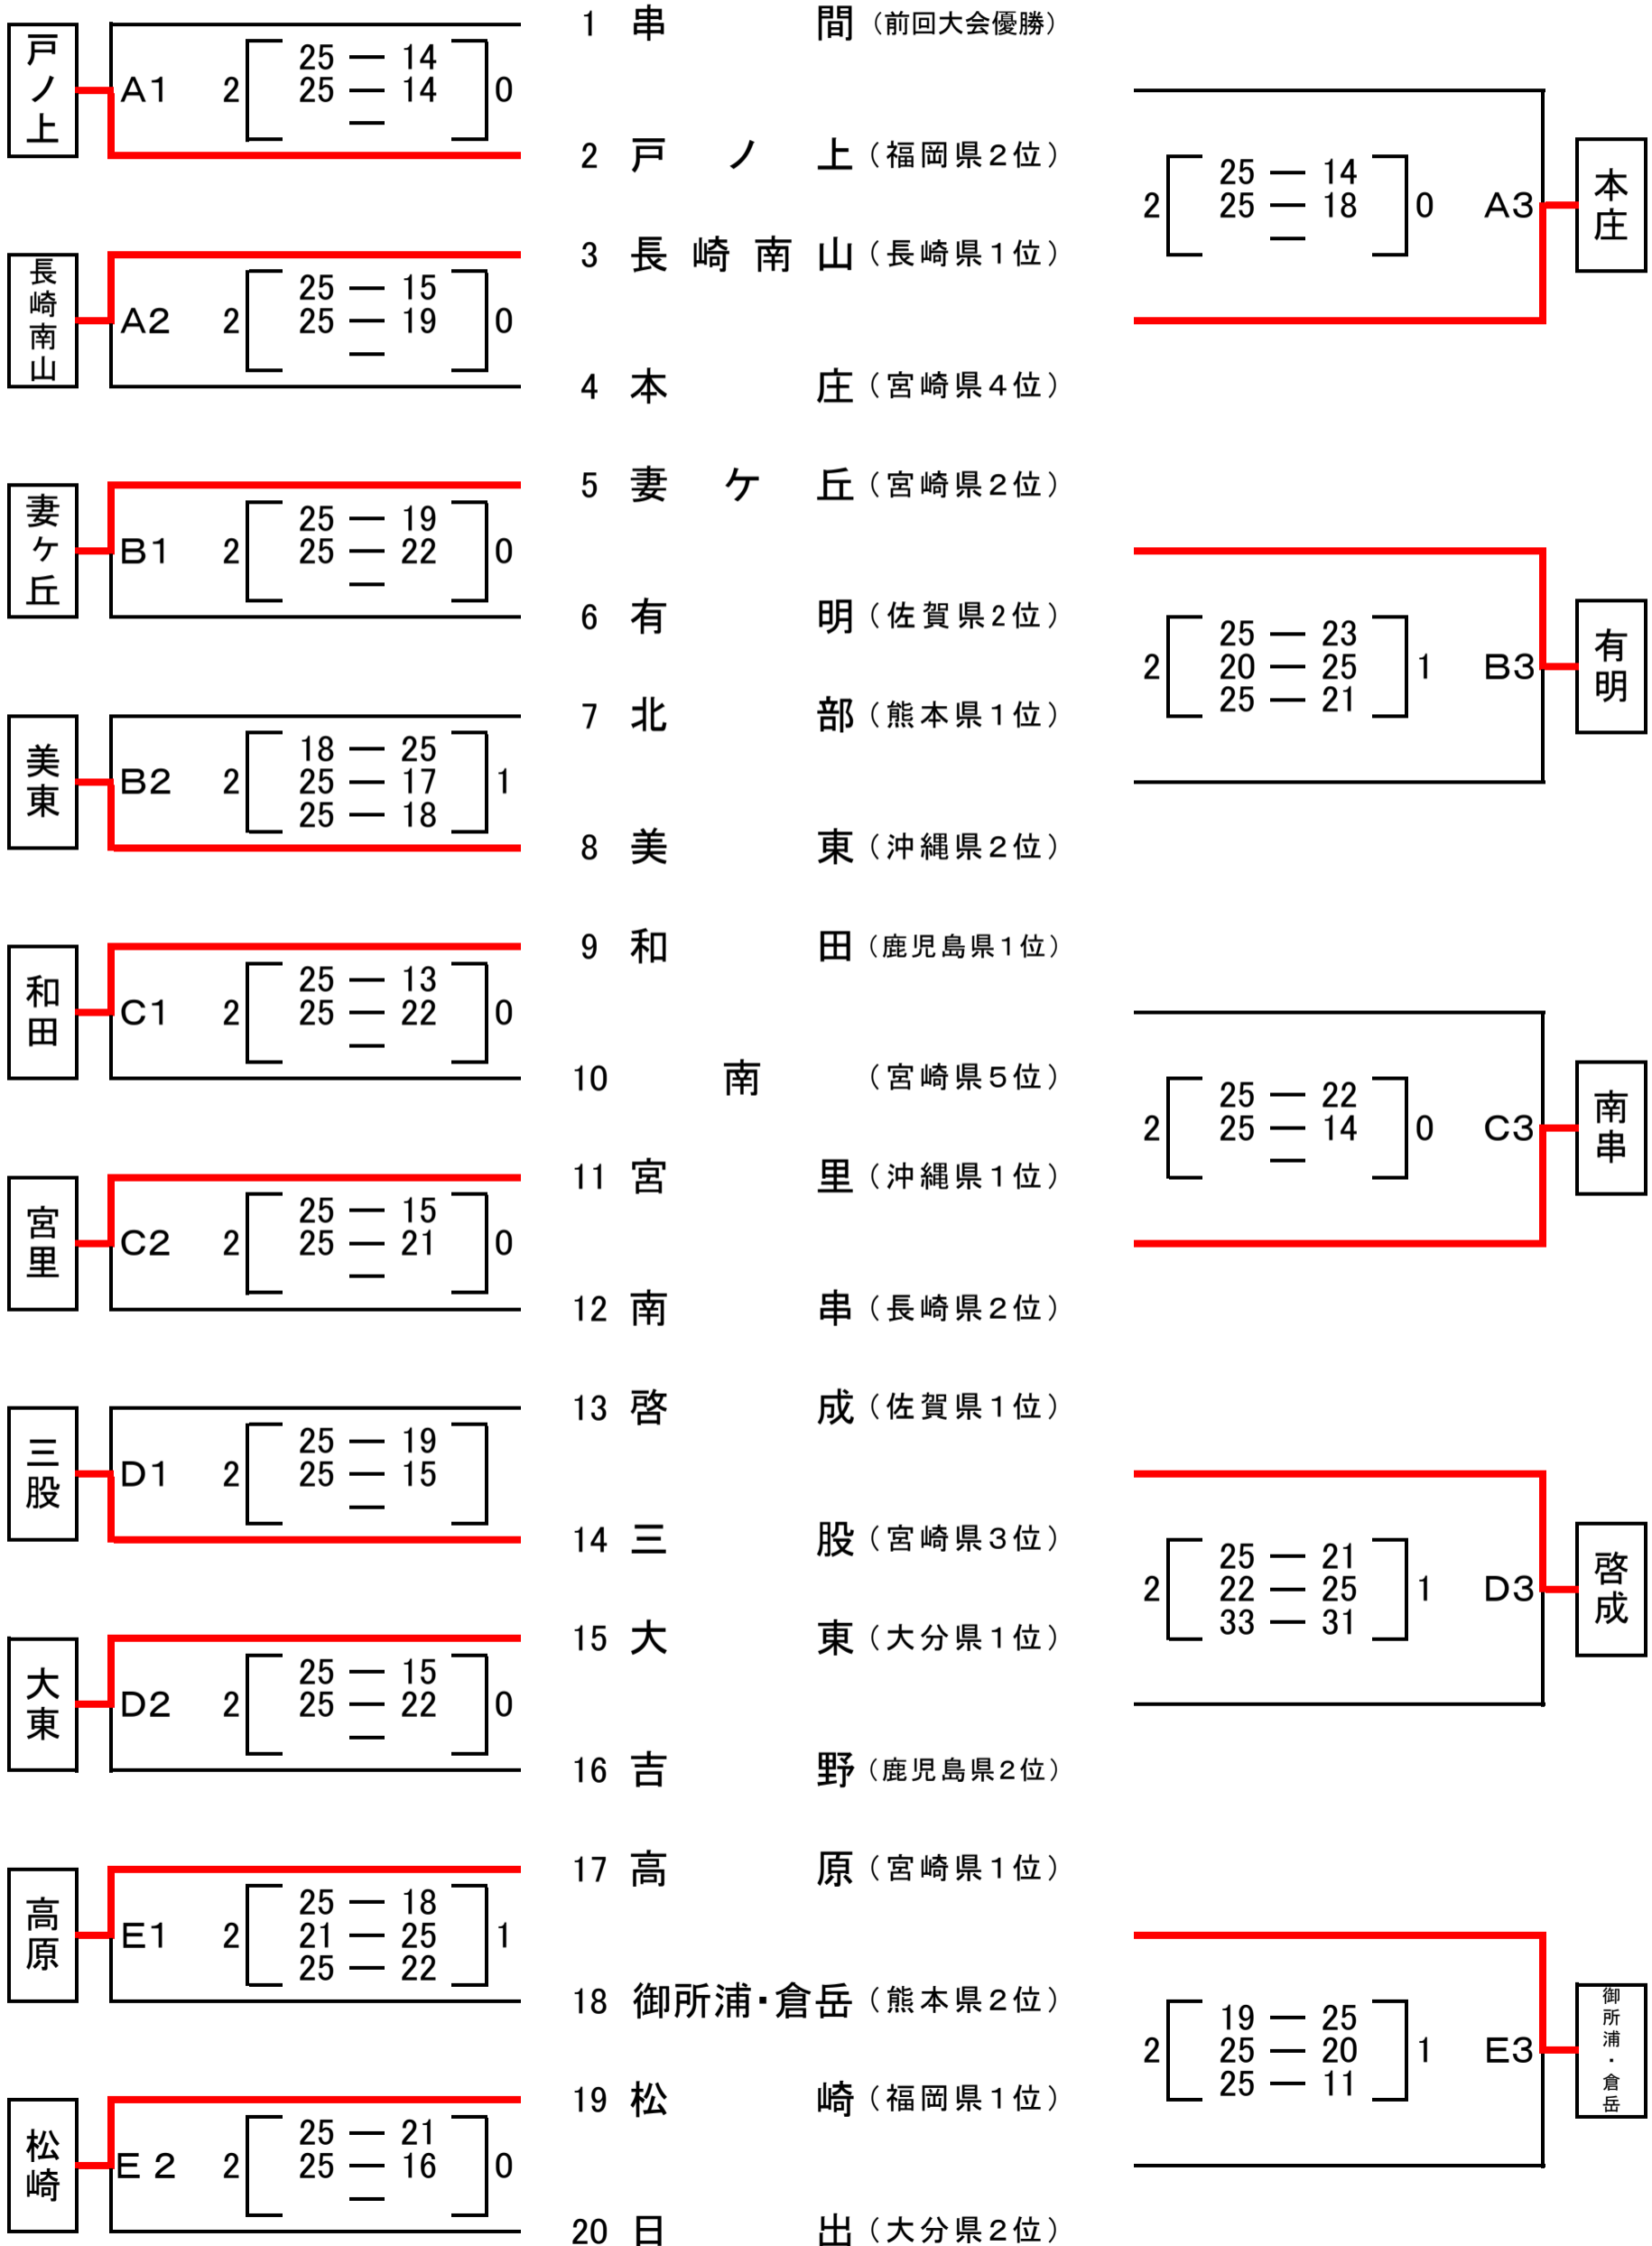 戸ノ上
A1 2 25 — 14 0
25 — 14
—
長崎南山
A2 2 25 — 15 0
25 — 19
—
妻ケ丘
B1 2 25 — 19 0
25 — 22
—
美東
B2 2 18 — 25 1
25 — 17
25 — 18
和田
C1 2 25 — 13 0
25 — 22
—
宮里
C2 2 25 — 15 0
25 — 21
—
三股
D1 2 25 — 19
25 — 15
—
大東
D2 2 25 — 15 0
25 — 22
—
高原
E1 2 25 — 18 1
21 — 25
25 — 22
松崎
E 2 2 25 — 21 0
25 — 16
—
1 串間 (前回大会優勝)
2 戸ノ上 (福岡県2位)
3 長崎南山 (長崎県1位)
4 本庄 (宮崎県4位)
5 妻ケ丘 (宮崎県2位)
6 有明 (佐賀県2位)
7 北部 (熊本県1位)
8 美東 (沖縄県2位)
9 和田 (鹿児島県1位)
10 南 (宮崎県5位)
11 宮里 (沖縄県1位)
12 南串 (長崎県2位)
13 啓成 (佐賀県1位)
14 三股 (宮崎県3位)
15 大東 (大分県1位)
16 吉野 (鹿児島県2位)
17 高原 (宮崎県1位)
18 御所浦・倉岳 (熊本県2位)
19 松崎 (福岡県1位)
20 日出 (大分県2位)
2 25 — 14 0 A3
25 — 18
—
本庄
2 25 — 23 1 B3
20 — 25
25 — 21
有明
2 25 — 22 0 C3
25 — 14
—
南串
2 25 — 21 1 D3
22 — 25
33 — 31
啓成
2 19 — 25 1 E3
25 — 20
25 — 11
御所浦・倉岳